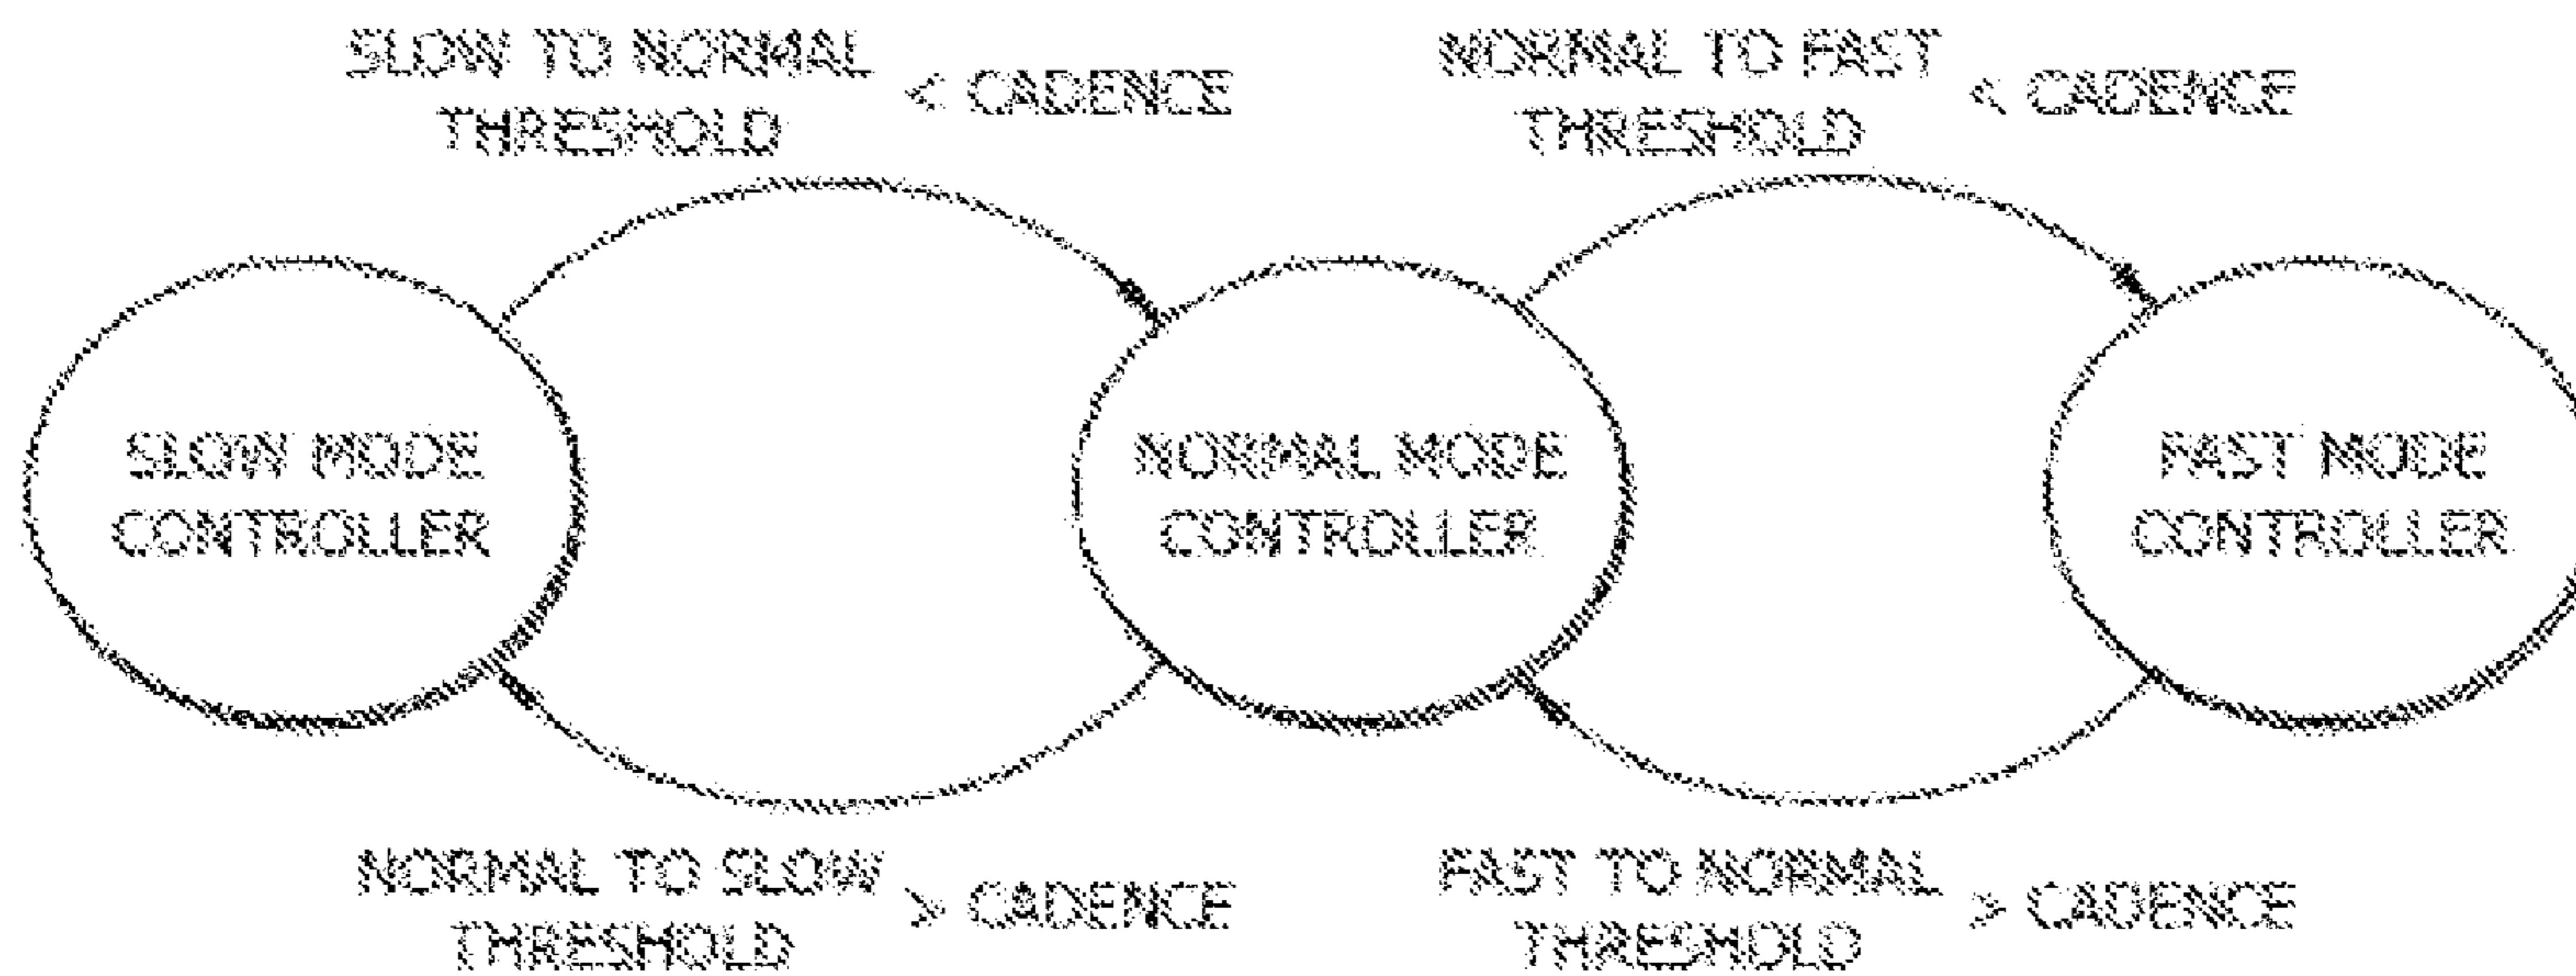 SLOW TO NORMAL
THRESHOLD
< CADENCE
NORMAL TO FAST
THRESHOLD
< CADENCE
SLOW MODE
CONTROLLER
NORMAL MODE
CONTROLLER
FAST MODE
CONTROLLER
NORMAL TO SLOW
THRESHOLD
> CADENCE
FAST TO NORMAL
THRESHOLD
> CADENCE